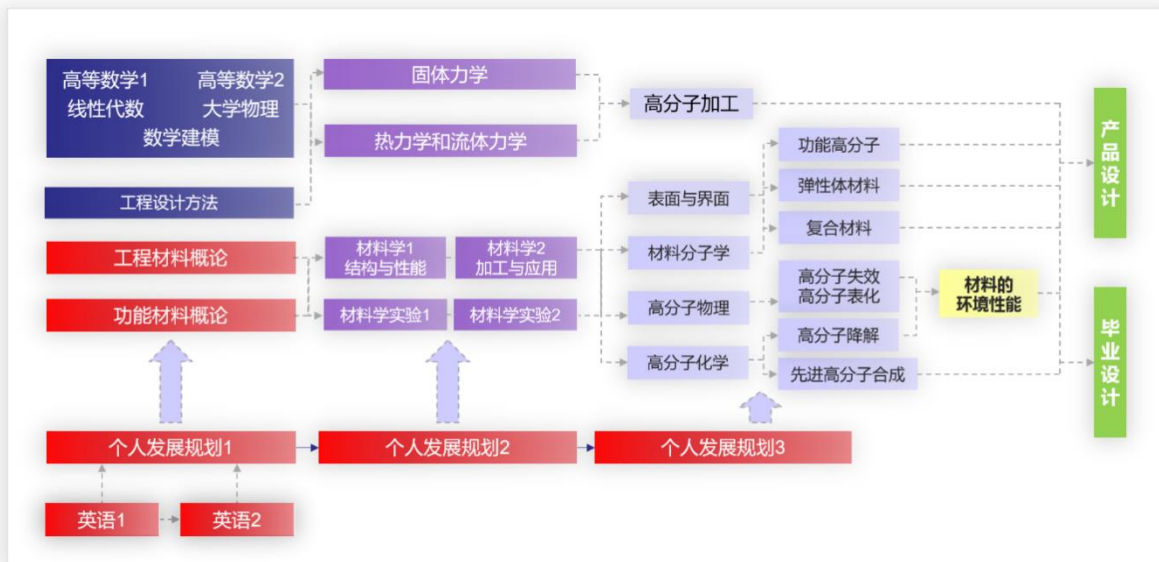 高等数学1 高等数学2
线性代数 大学物理
数学建模
工程设计方法
工程材料概论
功能材料概论
固体力学
热力学和流体力学
材料学1
结构与性能
材料学2
加工与应用
材料学实验1
材料学实验2
高分子加工
表面与界面
材料分子学
高分子物理
高分子化学
功能高分子
弹性体材料
复合材料
高分子失效
高分子表化
高分子降解
先进高分子合成
材料的
环境性能
产品设计
毕业设计
个人发展规划1
个人发展规划2
个人发展规划3
英语1
英语2